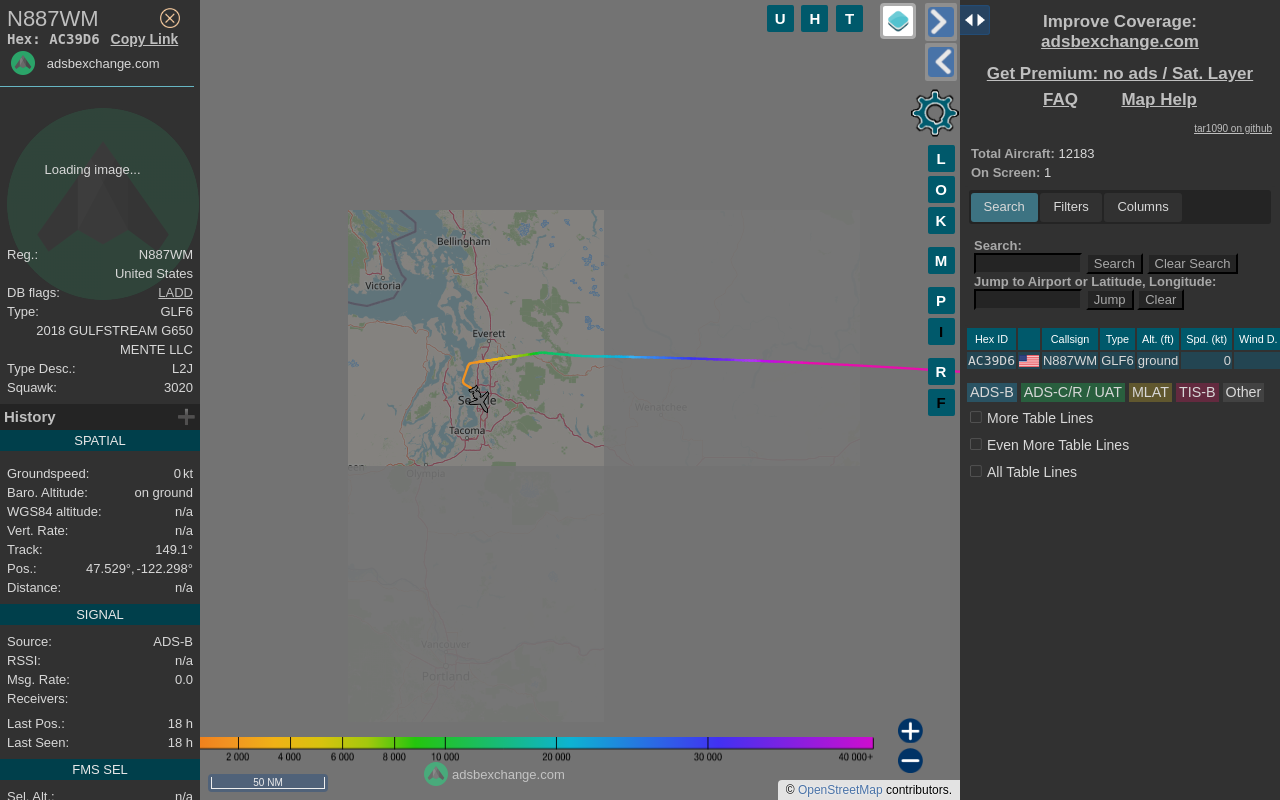 N887WM
Hex: AC39D6 Copy Link
adsbexchange.com
Loading image...
Reg.: N887WM
United States
DB flags: LADD
Type: GLF6
2018 GULFSTREAM G650
MENTE LLC
Type Desc.: L2J
Squawk: 3020
History
SPATIAL
Groundspeed: 0 kt
Baro. Altitude: on ground
WGS84 altitude: n/a
Vert. Rate: n/a
Track: 149.1°
Pos.: 47.529°, -122.298°
Distance: n/a
SIGNAL
Source: ADS-B
RSSI: n/a
Msg. Rate: 0.0
Receivers:
Last Pos.: 18 h
Last Seen: 18 h
FMS SEL
Sel. Alt.: n/a
U H T
L
O
K
M
P
I
R
F
Bellingham
Victoria
Everett
Seattle
Tacoma
Olympia
Wenatchee
Vancouver
Portland
2 000 4 000 6 000 8 000 10 000 20 000 30 000 40 000+
50 NM
adsbexchange.com
© OpenStreetMap contributors.
Improve Coverage:
adsbexchange.com
Get Premium: no ads / Sat. Layer
FAQ Map Help
tar1090 on github
Total Aircraft: 12183
On Screen: 1
Search Filters Columns
Search:
Search Clear Search
Jump to Airport or Latitude, Longitude:
Jump Clear
Hex ID Callsign Type Alt. (ft) Spd. (kt) Wind D.
AC39D6 N887WM GLF6 ground 0
ADS-B ADS-C/R / UAT MLAT TIS-B Other
More Table Lines
Even More Table Lines
All Table Lines